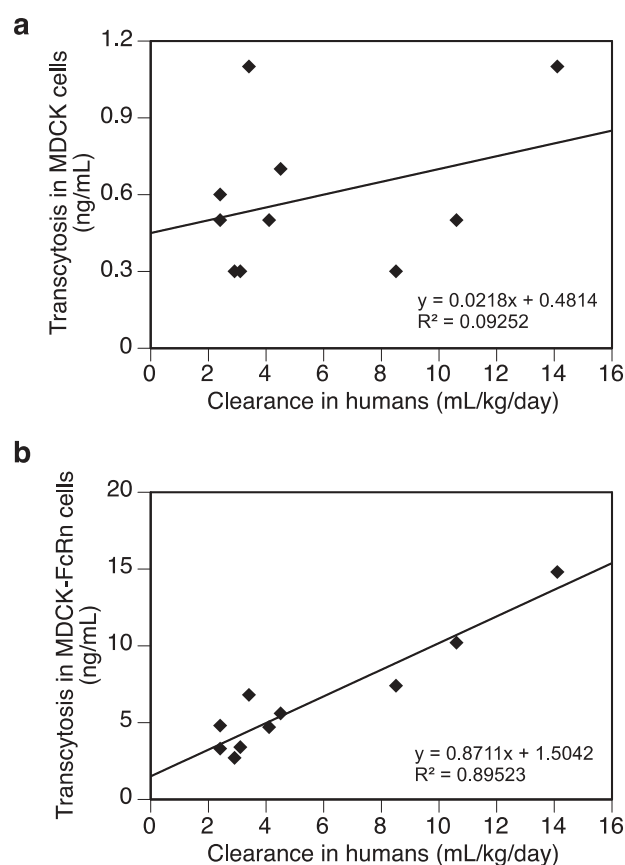 a
Transcytosis in MDCK cells
(ng/mL)
1.2
0.9
0.6
0.3
0
y = 0.0218x + 0.4814
R² = 0.09252
0 2 4 6 8 10 12 14 16
Clearance in humans (mL/kg/day)
b
Transcytosis in MDCK-FcRn cells
(ng/mL)
20
15
10
5
0
y = 0.8711x + 1.5042
R² = 0.89523
0 2 4 6 8 10 12 14 16
Clearance in humans (mL/kg/day)